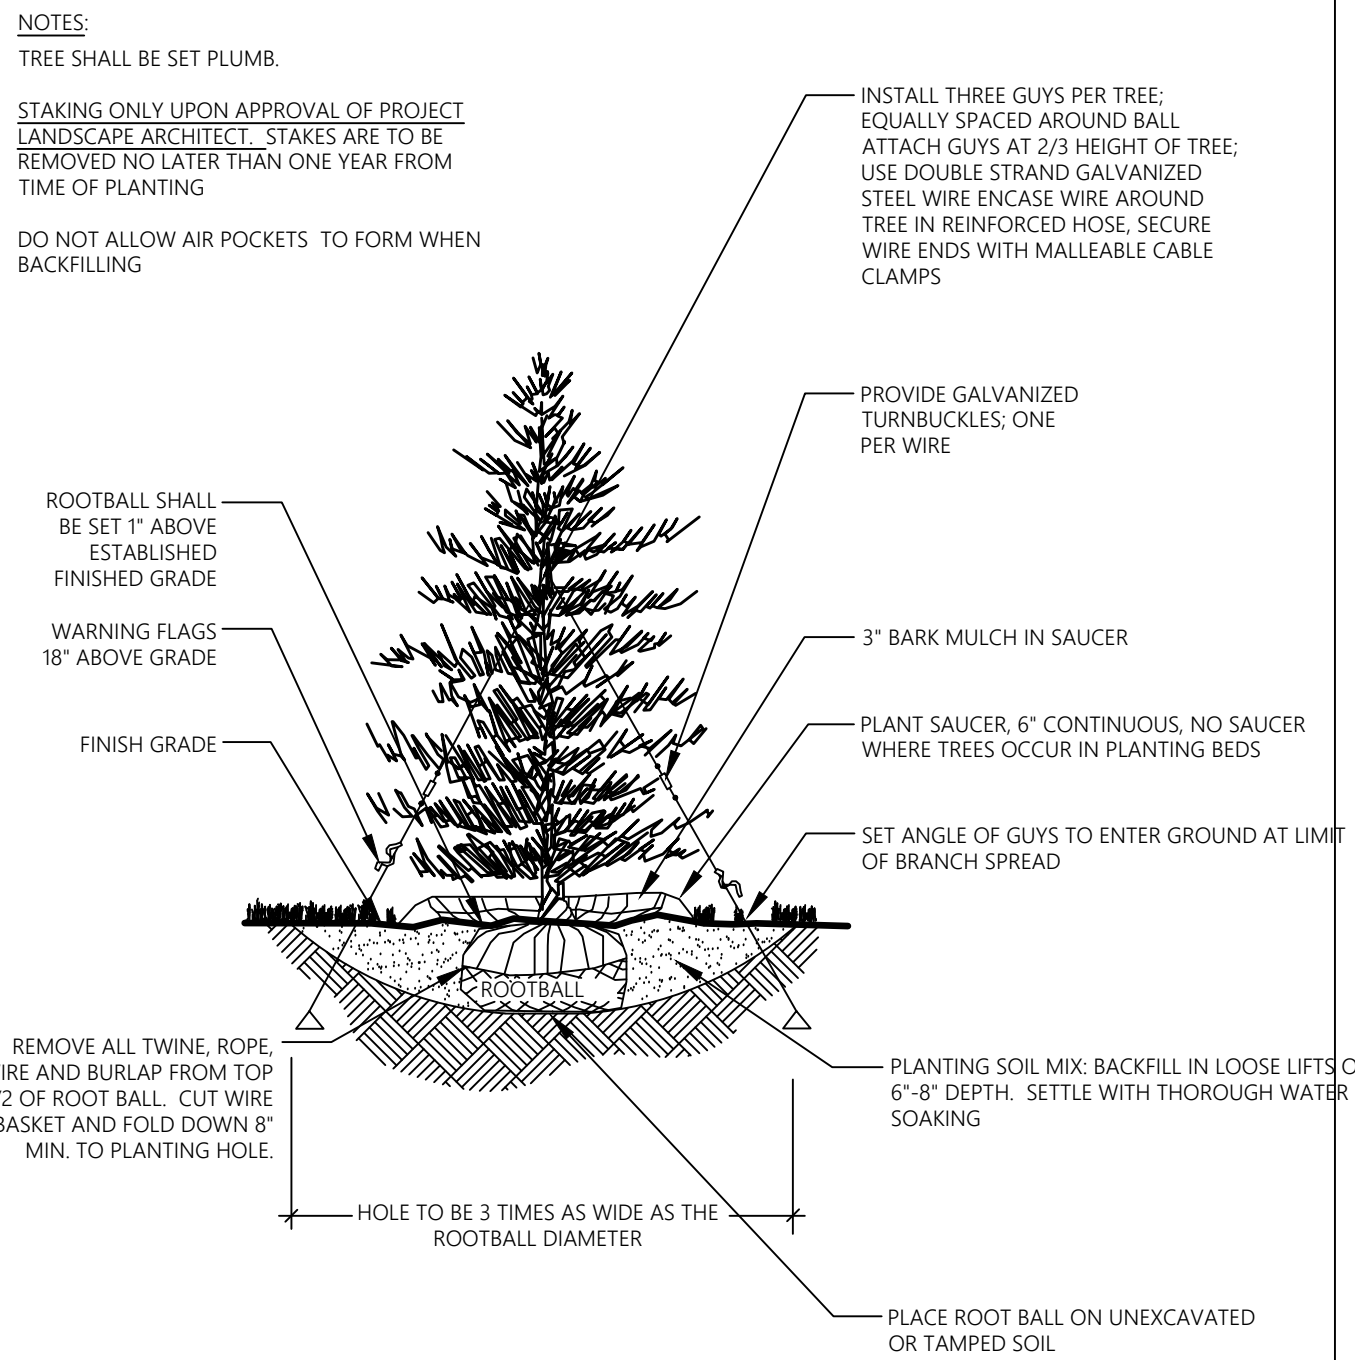 NOTES:
TREE SHALL BE SET PLUMB.
STAKING ONLY UPON APPROVAL OF PROJECT
LANDSCAPE ARCHITECT. STAKES ARE TO BE
REMOVED NO LATER THAN ONE YEAR FROM
TIME OF PLANTING
DO NOT ALLOW AIR POCKETS TO FORM WHEN
BACKFILLING
INSTALL THREE GUYS PER TREE;
EQUALLY SPACED AROUND BALL
ATTACH GUYS AT 2/3 HEIGHT OF TREE;
USE DOUBLE STRAND GALVANIZED
STEEL WIRE ENCASE WIRE AROUND
TREE IN REINFORCED HOSE, SECURE
WIRE ENDS WITH MALLEABLE CABLE
CLAMPS
PROVIDE GALVANIZED
TURNBUCKLES; ONE
PER WIRE
ROOTBALL SHALL
BE SET 1" ABOVE
ESTABLISHED
FINISHED GRADE
WARNING FLAGS
18" ABOVE GRADE
FINISH GRADE
3" BARK MULCH IN SAUCER
PLANT SAUCER, 6" CONTINUOUS, NO SAUCER
WHERE TREES OCCUR IN PLANTING BEDS
SET ANGLE OF GUYS TO ENTER GROUND AT LIMIT
OF BRANCH SPREAD
ROOTBALL
REMOVE ALL TWINE, ROPE,
IRE AND BURLAP FROM TOP
/2 OF ROOT BALL. CUT WIRE
BASKET AND FOLD DOWN 8"
MIN. TO PLANTING HOLE.
PLANTING SOIL MIX: BACKFILL IN LOOSE LIFTS O
6"-8" DEPTH. SETTLE WITH THOROUGH WATER
SOAKING
HOLE TO BE 3 TIMES AS WIDE AS THE
ROOTBALL DIAMETER
PLACE ROOT BALL ON UNEXCAVATED
OR TAMPED SOIL